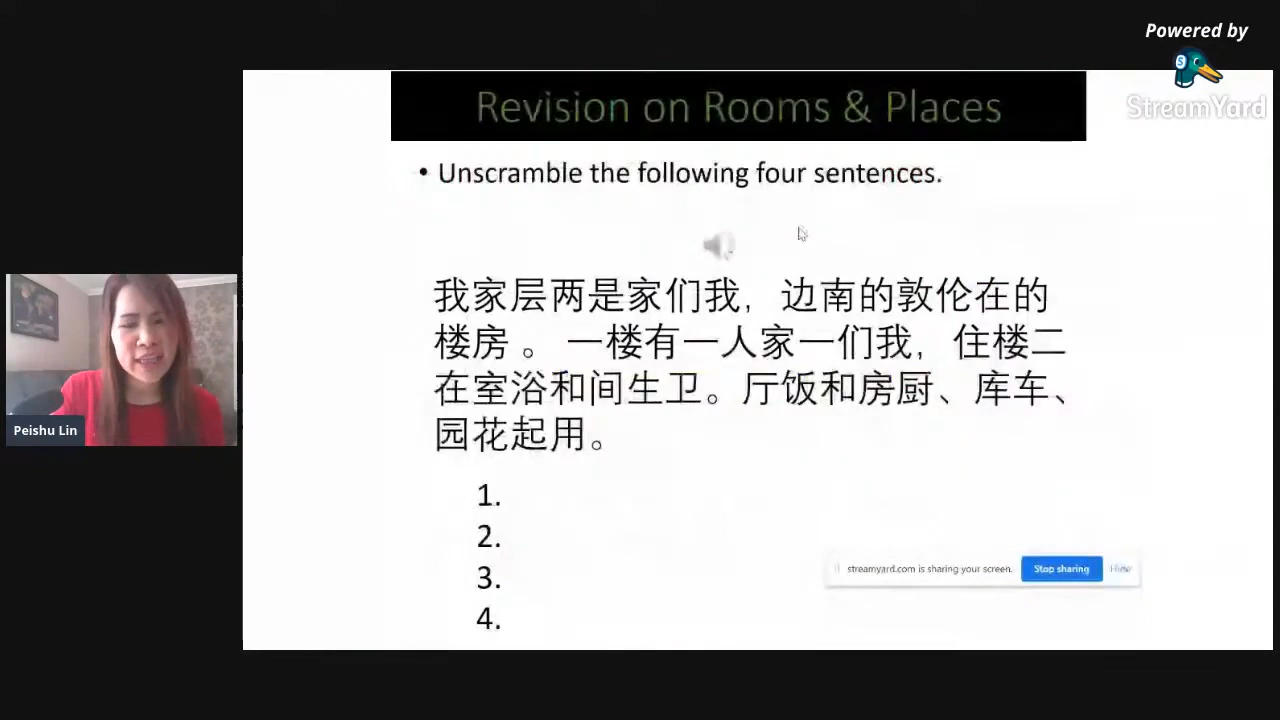 Powered by
StreamYard
Revision on Rooms & Places
• Unscramble the following four sentences.
我家层两是家们我，边南的敦伦在的
楼房 。 一楼有一人家一们我，住楼二
在室浴和间生卫。厅饭和房厨、库车、
园花起用。
Peishu Lin
1.
2.
streamyard.com is sharing your screen. Stop sharing Hide
3.
4.